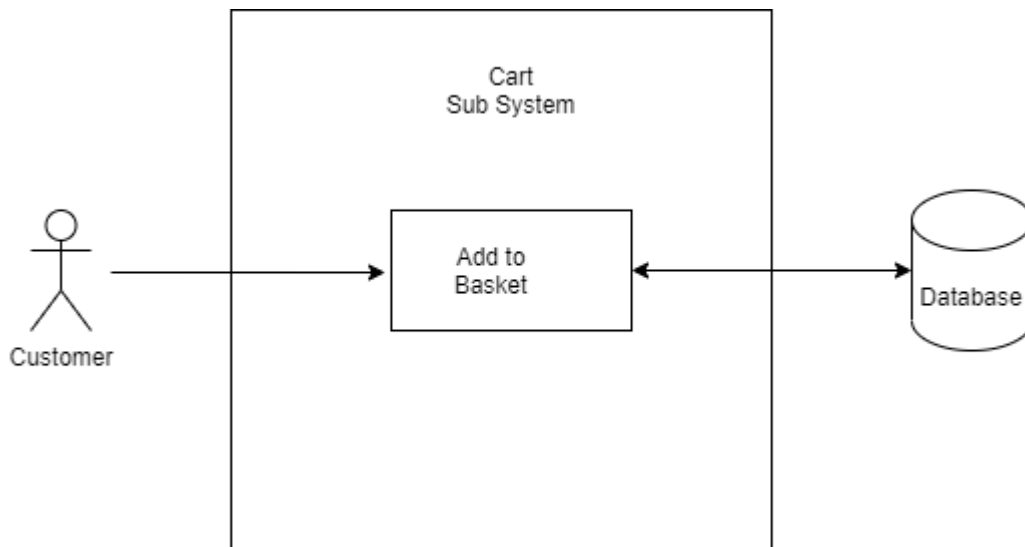 Cart
Sub System
Add to
Basket
Customer
Database